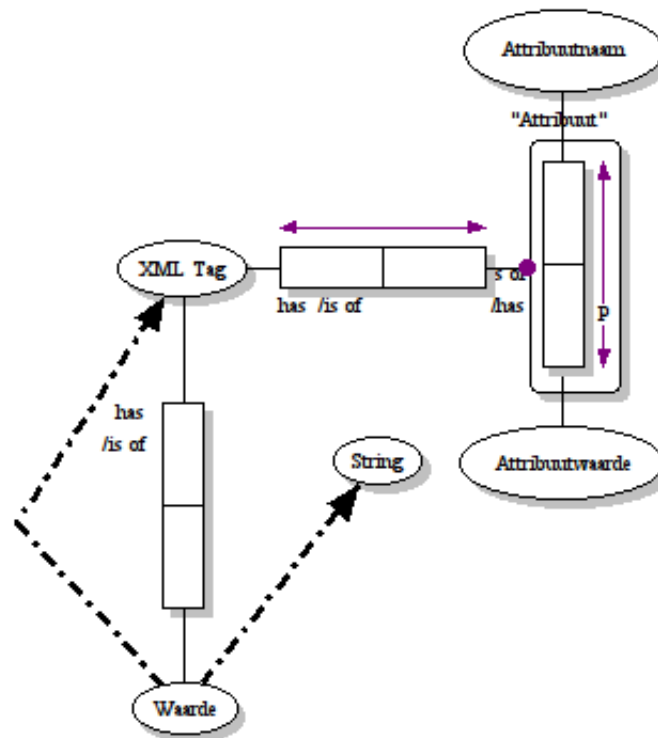 Attribuutnaam
"Attribuut"
XML Tag
has /is of
s of
/has
P
has
/is of
String
Attribuutwaarde
Waarde